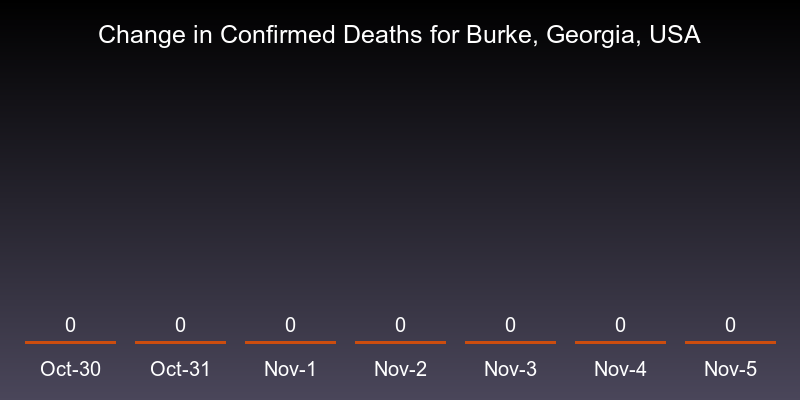 Change in Confirmed Deaths for Burke, Georgia, USA
0 0 0 0 0 0 0
Oct-30 Oct-31 Nov-1 Nov-2 Nov-3 Nov-4 Nov-5